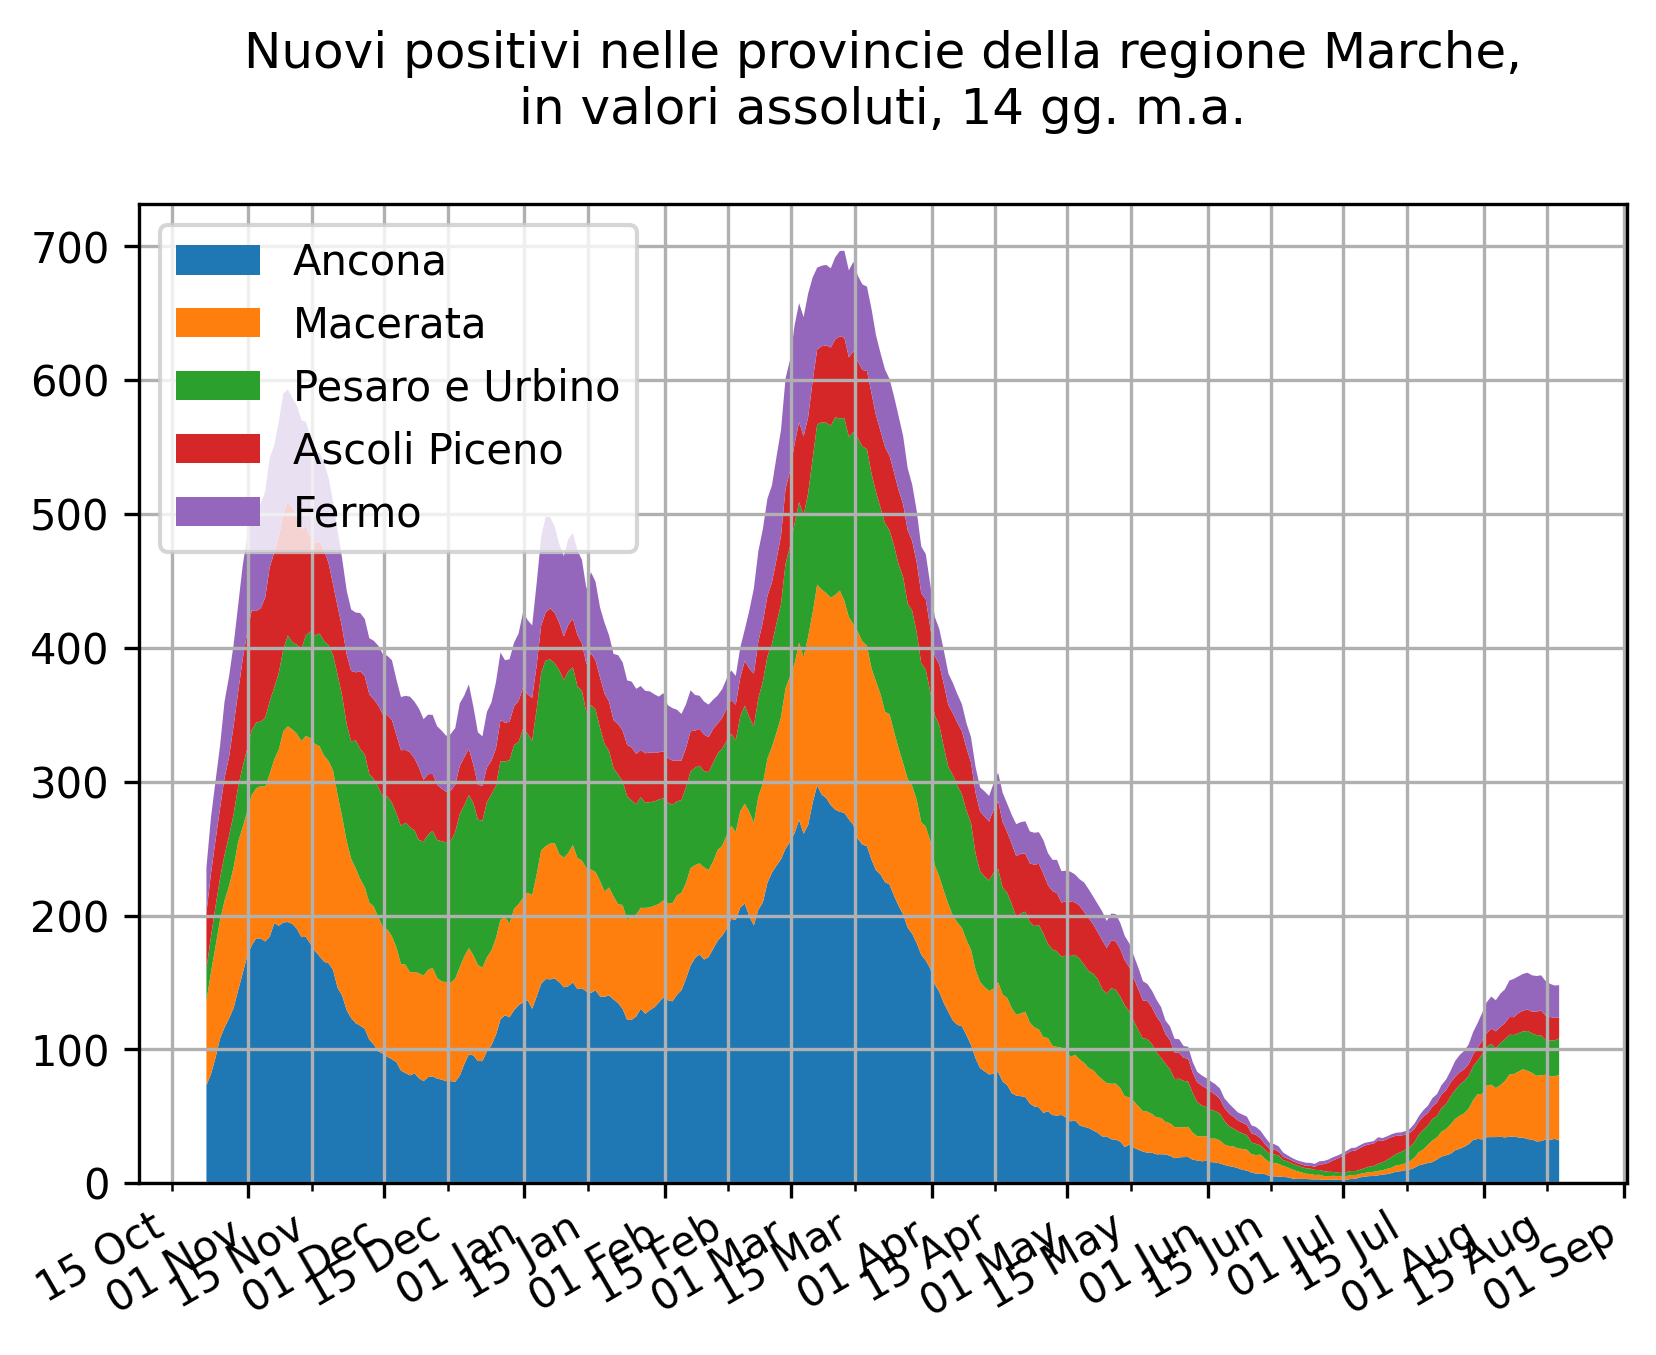 Nuovi positivi nelle provincie della regione Marche,
in valori assoluti, 14 gg. m.a.
700
600
500
400
300
200
100
0
Ancona
Macerata
Pesaro e Urbino
Ascoli Piceno
Fermo
15 Oct
01 Nov
15 Nov
01 Dec
15 Dec
01 Jan
15 Jan
01 Feb
15 Feb
01 Mar
15 Mar
01 Apr
15 Apr
01 May
15 May
01 Jun
15 Jun
01 Jul
15 Jul
01 Aug
15 Aug
01 Sep